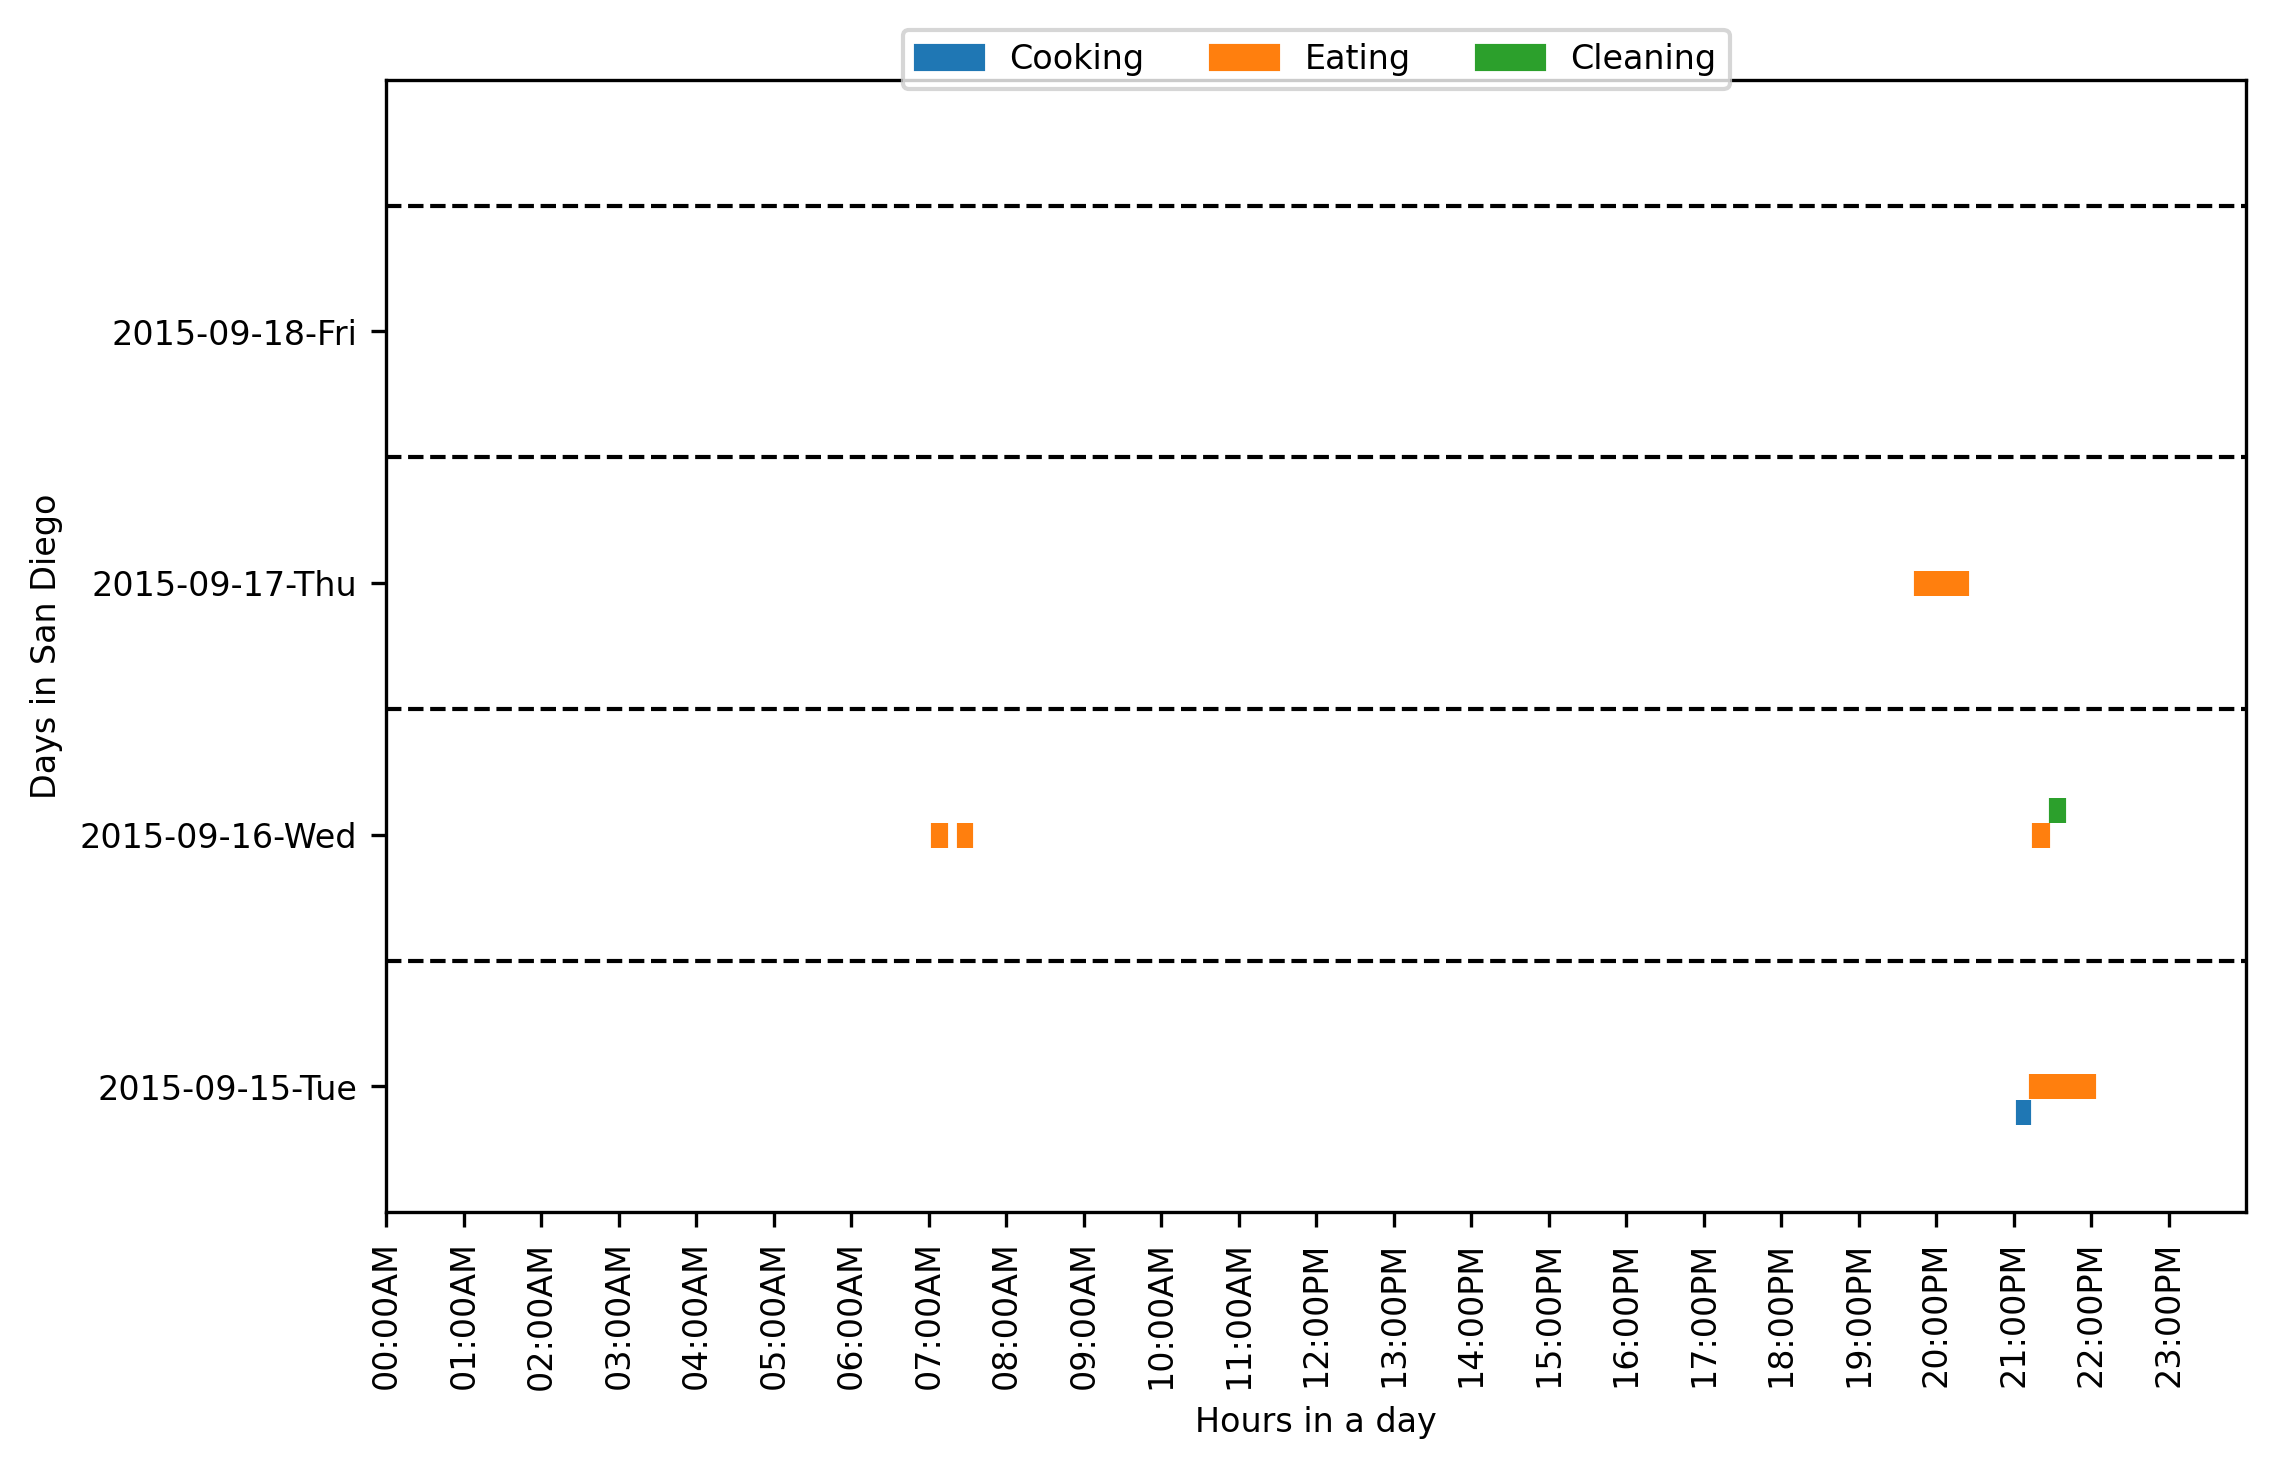 Cooking Eating Cleaning
Days in San Diego
2015-09-18-Fri
2015-09-17-Thu
2015-09-16-Wed
2015-09-15-Tue
00:00AM
01:00AM
02:00AM
03:00AM
04:00AM
05:00AM
06:00AM
07:00AM
08:00AM
09:00AM
10:00AM
11:00AM
12:00PM
13:00PM
14:00PM
15:00PM
16:00PM
17:00PM
18:00PM
19:00PM
20:00PM
21:00PM
22:00PM
23:00PM
Hours in a day